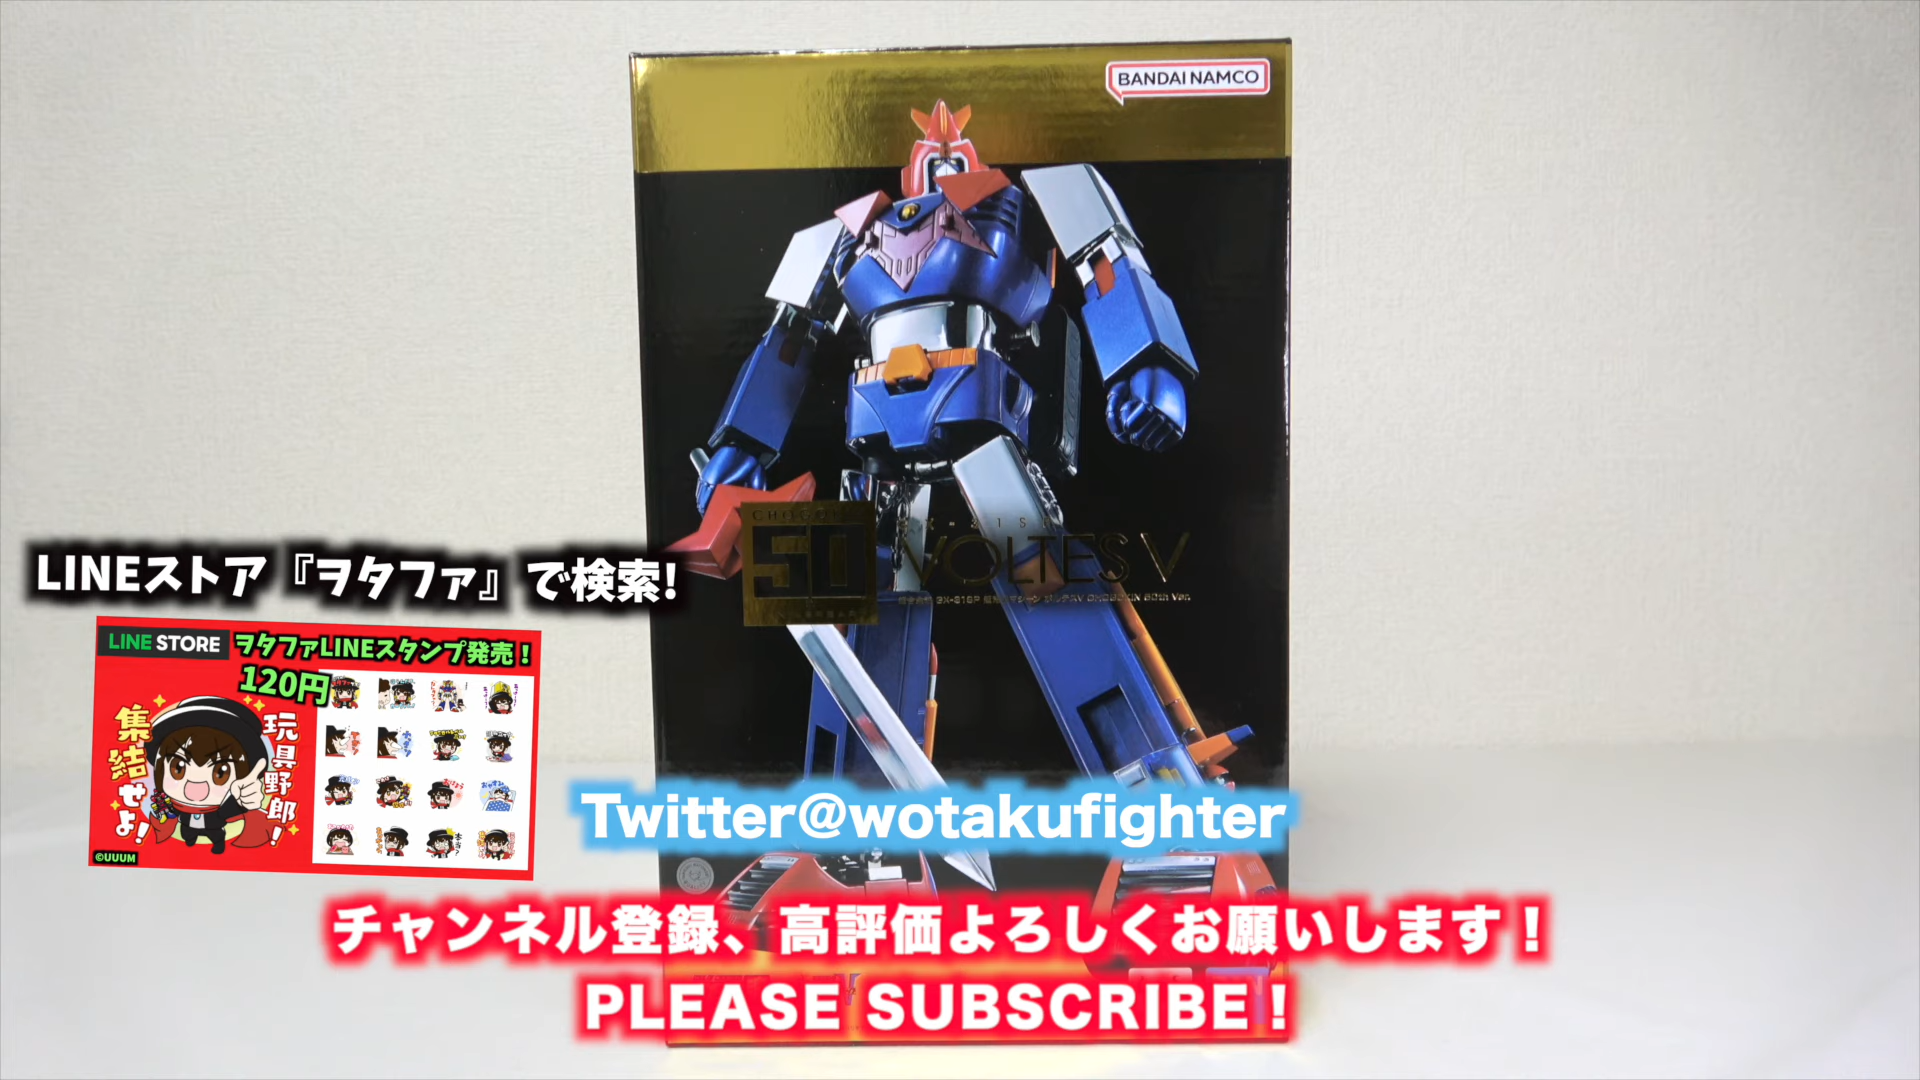 BANDAI NAMCO
CHOGOKIN
50
VOLTES V
LINEストア『ヲタファ』で検索!
LINE STORE
ヲタファLINEスタンプ発売！
120円
玩具野郎！
集結せよ！
©UUUM
Twitter@wotakufighter
チャンネル登録、高評価よろしくお願いします！
PLEASE SUBSCRIBE！